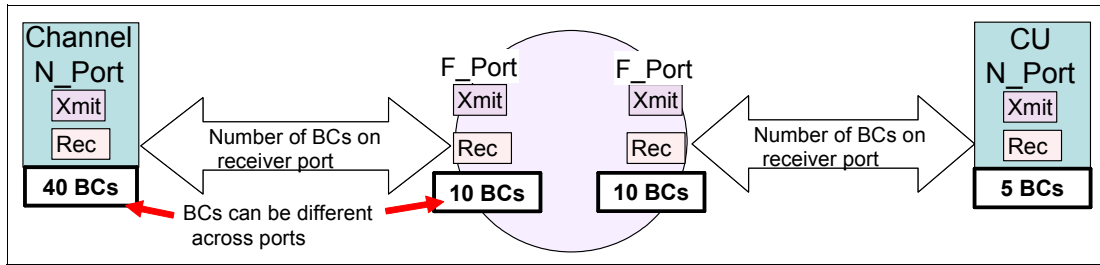 Channel
N_Port
Xmit
Rec
40 BCs
Number of BCs on
receiver port
BCs can be different
across ports
F_Port
Xmit
Rec
10 BCs
F_Port
Xmit
Rec
10 BCs
Number of BCs on
receiver port
CU
N_Port
Xmit
Rec
5 BCs